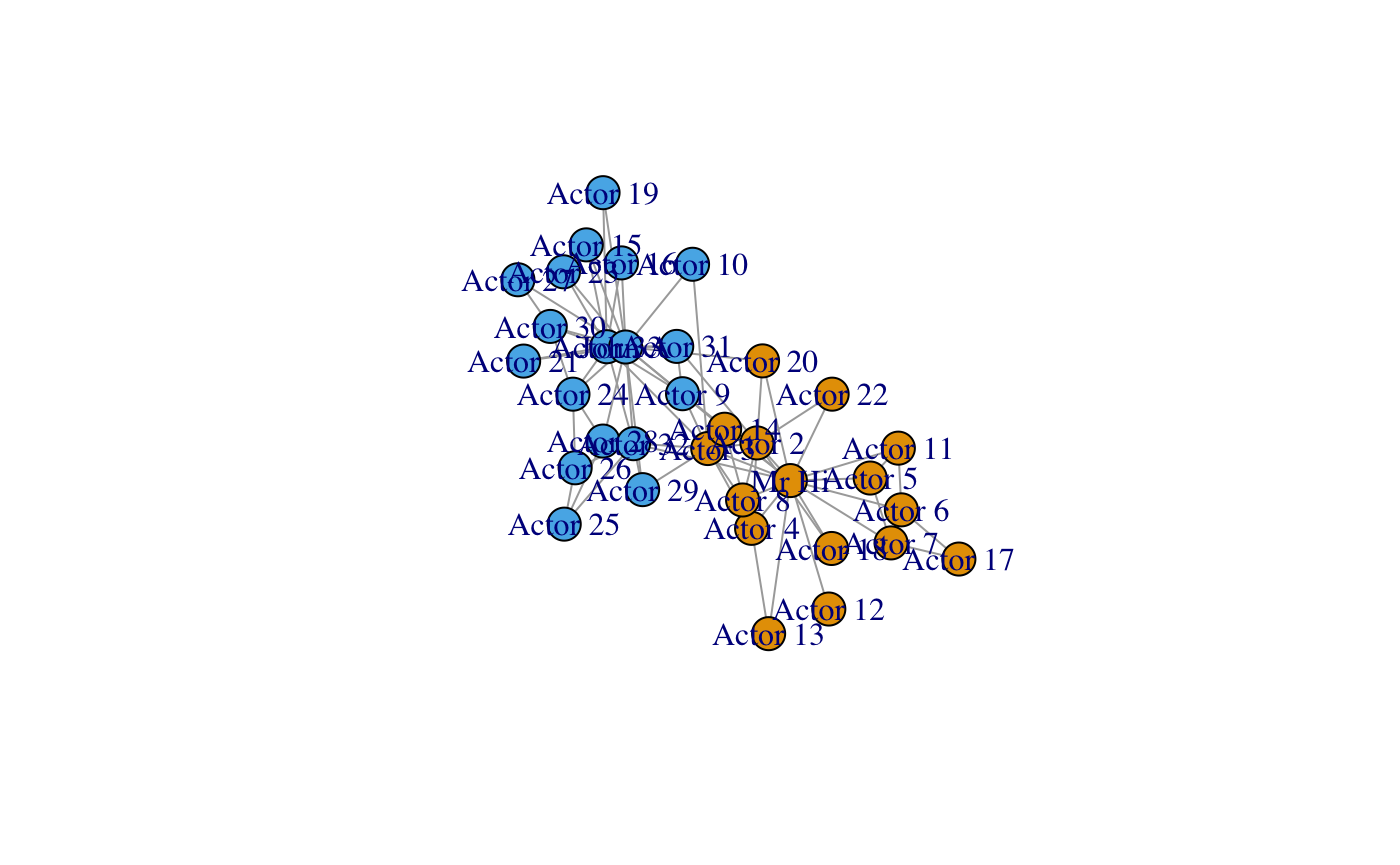 Actor 19
Actor 15
Actor 16
Actor 10
Actor 27
Actor 23
Actor 30
Actor 33
John A
Actor 31
Actor 21
Actor 20
Actor 24
Actor 9
Actor 22
Actor 14
Actor 28
Actor 32
Actor 3
Actor 2
Actor 11
Actor 26
Mr Hi
Actor 5
Actor 29
Actor 8
Actor 6
Actor 25
Actor 4
Actor 18
Actor 7
Actor 17
Actor 12
Actor 13